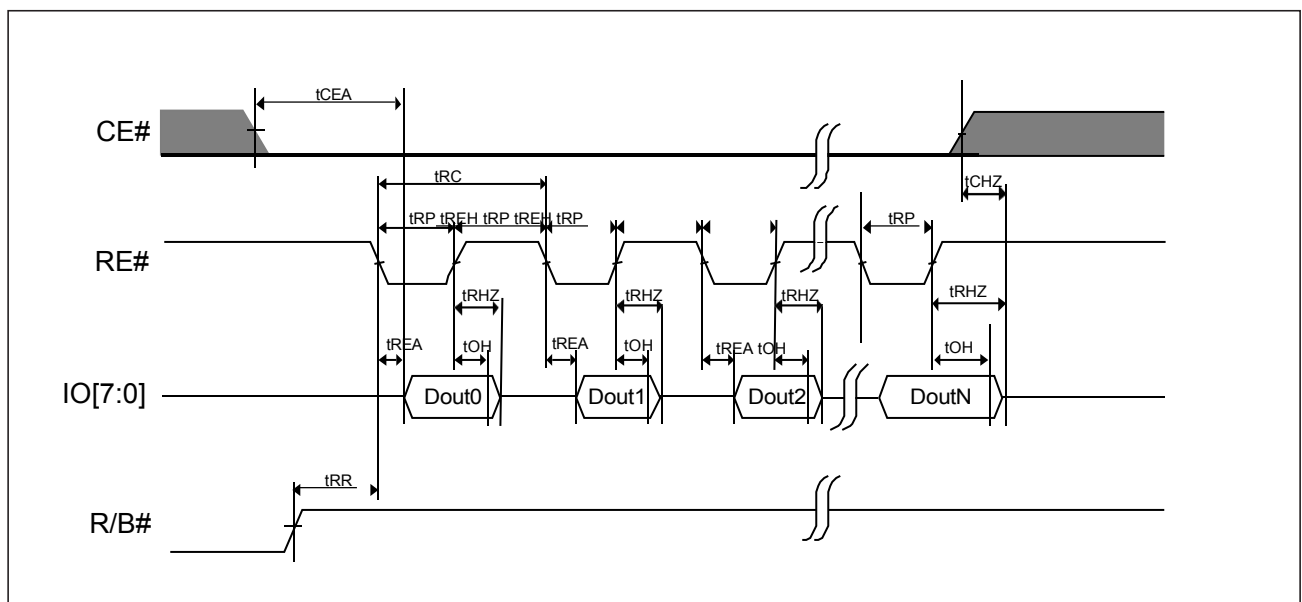 tCEA
CE#
tCHZ
tRC
tRP tREH tRP tREH tRP
tRP
RE#
tRHZ tRHZ tRHZ tRHZ
tREA tOH tREA tOH tREA tOH tOH
IO[7:0] Dout0 Dout1 Dout2 DoutN
tRR
R/B#